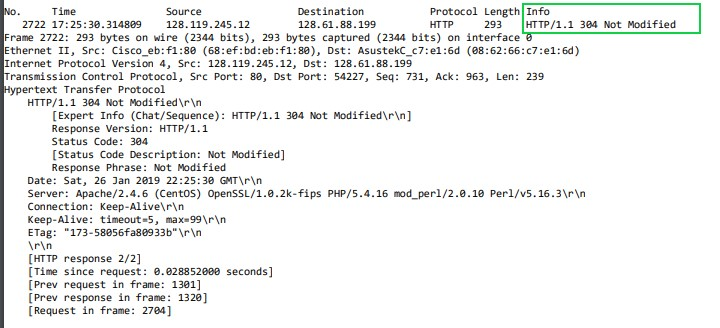 No. Time Source Destination Protocol Length Info
2722 17:25:30.314809 128.119.245.12 128.61.88.199 HTTP 293 HTTP/1.1 304 Not Modified
Frame 2722: 293 bytes on wire (2344 bits), 293 bytes captured (2344 bits) on interface 0
Ethernet II, Src: Cisco_eb:f1:80 (68:ef:bd:eb:f1:80), Dst: AsustekC_c7:e1:6d (08:62:66:c7:e1:6d)
Internet Protocol Version 4, Src: 128.119.245.12, Dst: 128.61.88.199
Transmission Control Protocol, Src Port: 80, Dst Port: 54227, Seq: 731, Ack: 963, Len: 239
Hypertext Transfer Protocol
HTTP/1.1 304 Not Modified\r\n
[Expert Info (Chat/Sequence): HTTP/1.1 304 Not Modified\r\n]
Response Version: HTTP/1.1
Status Code: 304
[Status Code Description: Not Modified]
Response Phrase: Not Modified
Date: Sat, 26 Jan 2019 22:25:30 GMT\r\n
Server: Apache/2.4.6 (CentOS) OpenSSL/1.0.2k-fips PHP/5.4.16 mod_perl/2.0.10 Perl/v5.16.3\r\n
Connection: Keep-Alive\r\n
Keep-Alive: timeout=5, max=99\r\n
ETag: "173-58056fa80933b"\r\n
\r\n
[HTTP response 2/2]
[Time since request: 0.028852000 seconds]
[Prev request in frame: 1301]
[Prev response in frame: 1320]
[Request in frame: 2704]